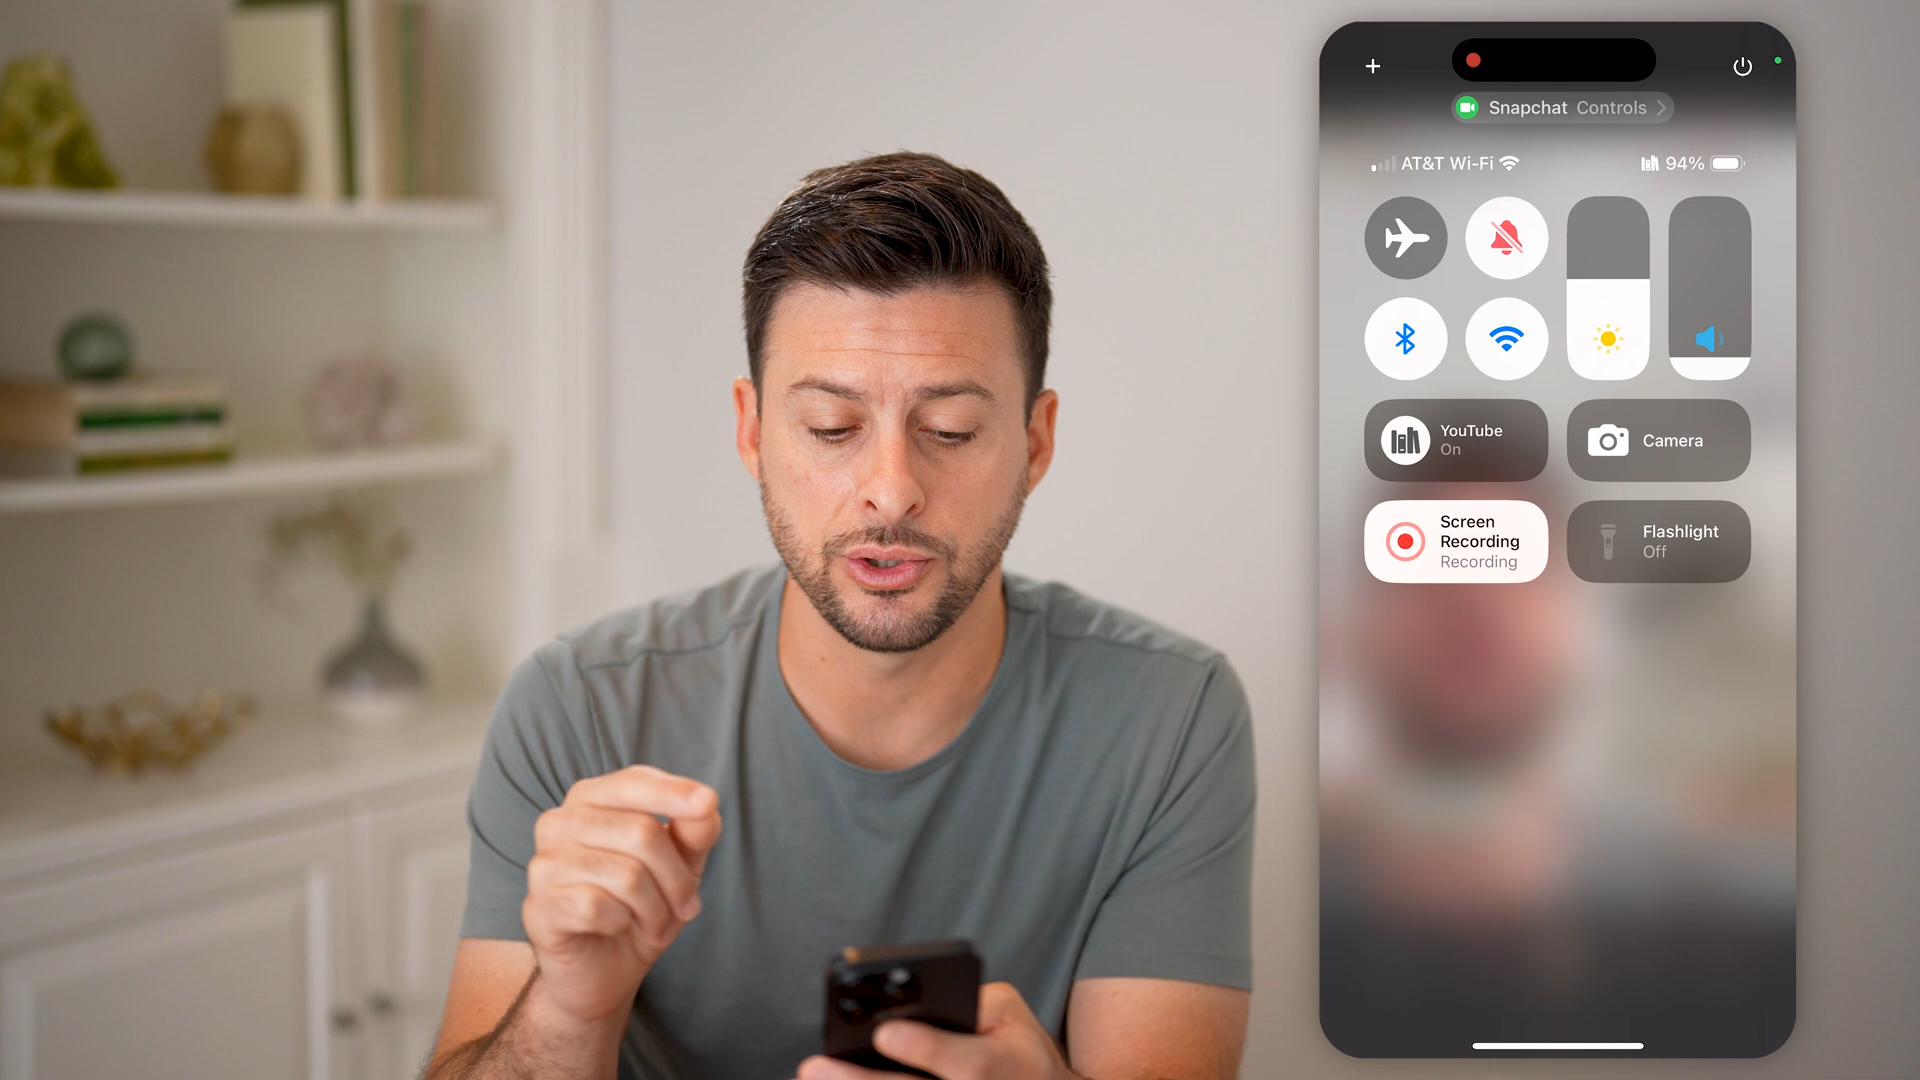 Snapchat Controls
AT&T Wi-Fi 94%
YouTube
On
Camera
Screen
Recording
Recording
Flashlight
Off